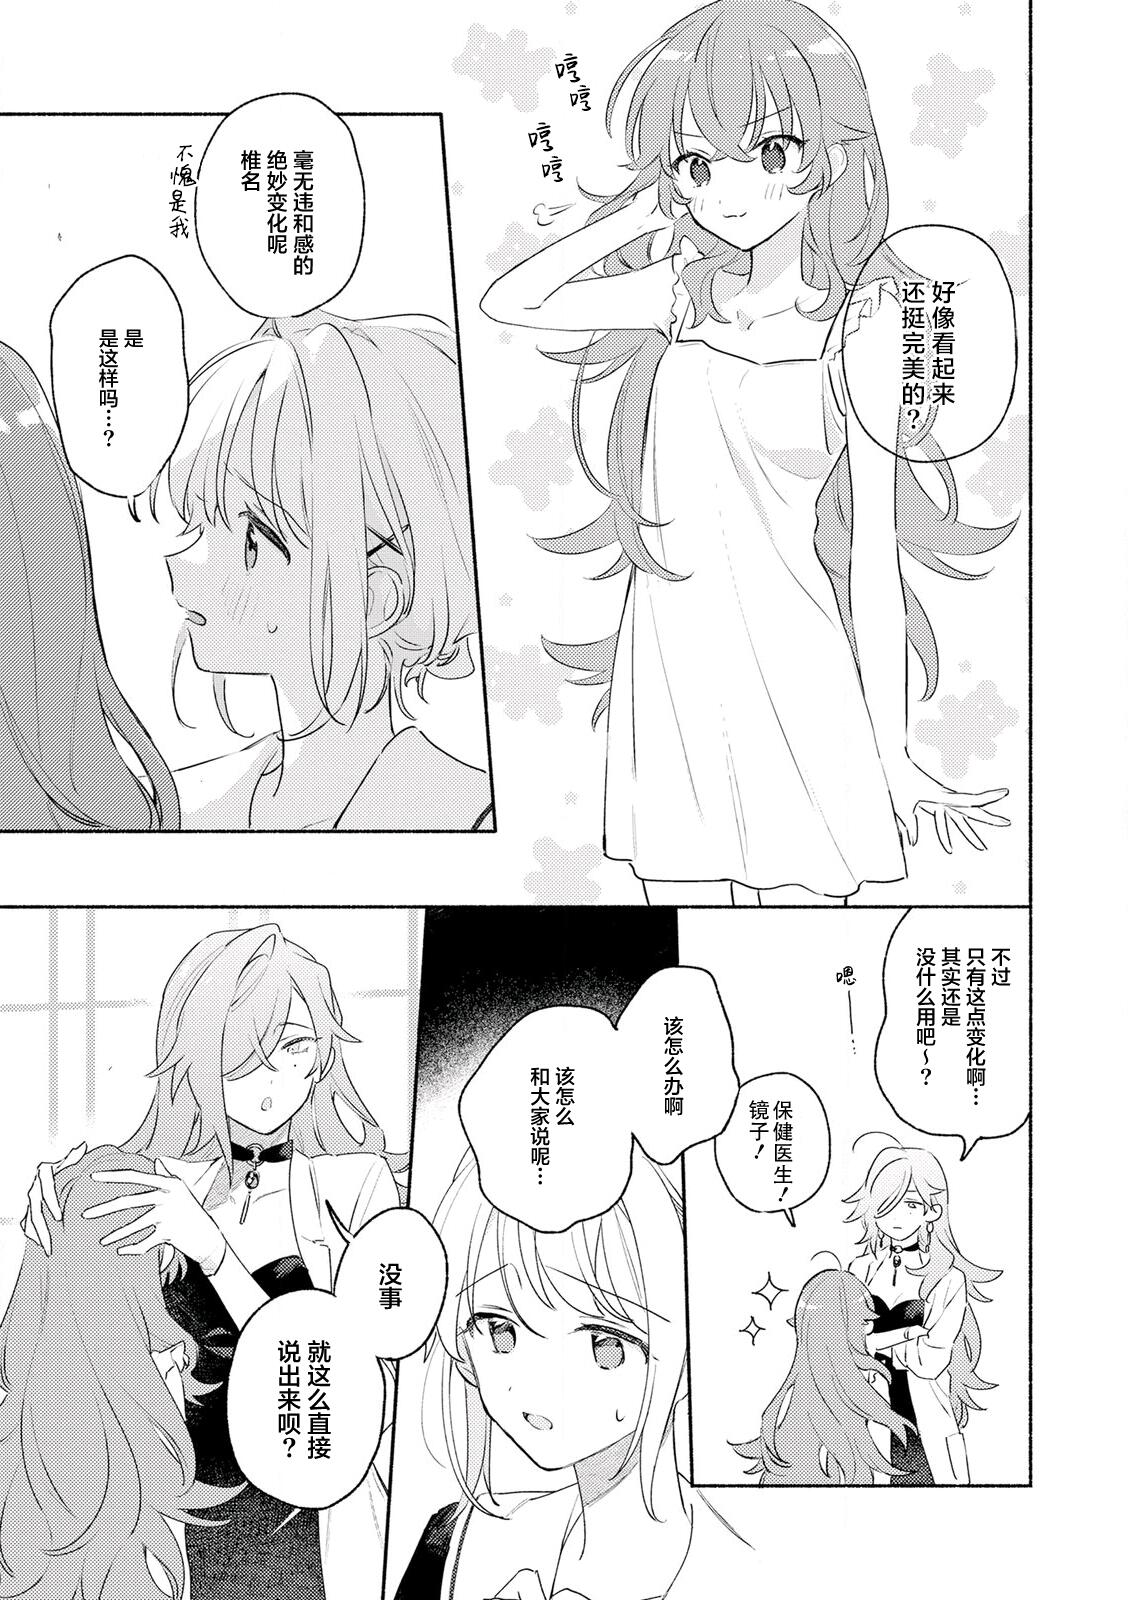 哼
哼
哼
哼
好像看起来
还挺完美的？
毫无违和感的
绝妙变化呢
椎名
不愧是我
是
是这样吗…？
不过
只有这点变化啊…
其实还是
没什么用吧～？
嗯——…
保健医生！
镜子！
该怎么办啊
该怎么
和大家说呢…
没事
就这么直接
说出来呗？